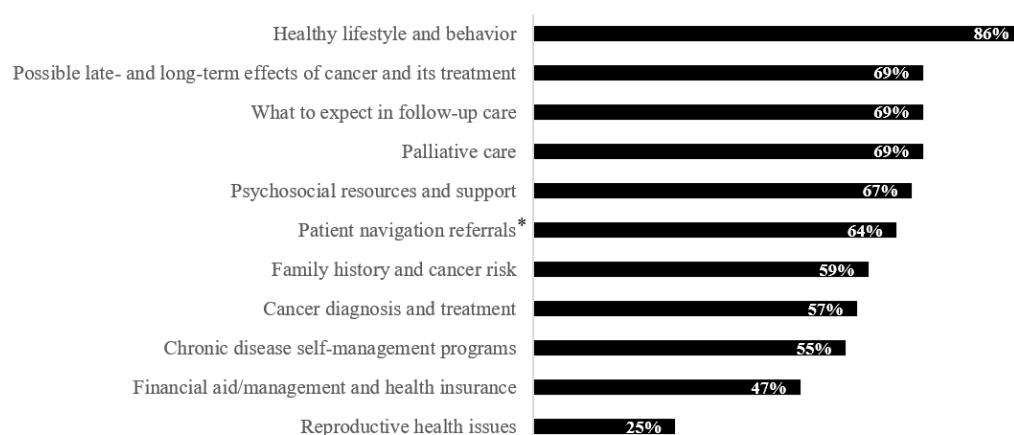 Healthy lifestyle and behavior 86%
Possible late- and long-term effects of cancer and its treatment 69%
What to expect in follow-up care 69%
Palliative care 69%
Psychosocial resources and support 67%
Patient navigation referrals* 64%
Family history and cancer risk 59%
Cancer diagnosis and treatment 57%
Chronic disease self-management programs 55%
Financial aid/management and health insurance 47%
Reproductive health issues 25%